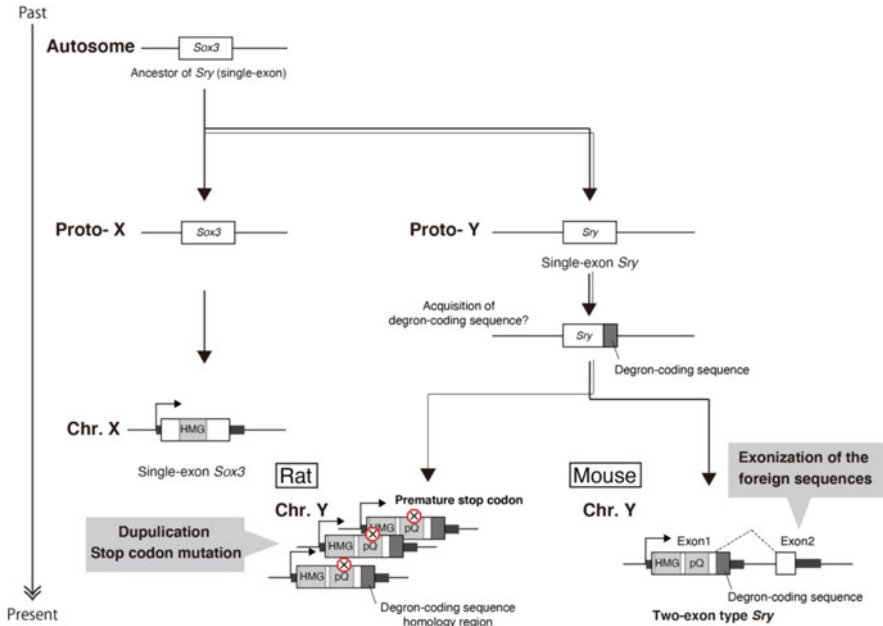 Past
Autosome
Sox3
Ancestor of Sry (single-exon)
Proto- X
Sox3
Proto- Y
Sry
Single-exon Sry
Acquisition of
degron-coding sequence?
Sry
Degron-coding sequence
Chr. X
HMG
Single-exon Sox3
Rat
Chr. Y
Premature stop codon
HMG pQ
HMG pQ
HMG pQ
Dupulication
Stop codon mutation
Degron-coding sequence
homology region
Mouse
Chr. Y
Exonization of the
foreign sequences
Exon1
Exon2
HMG pQ
Degron-coding sequence
Two-exon type Sry
Present